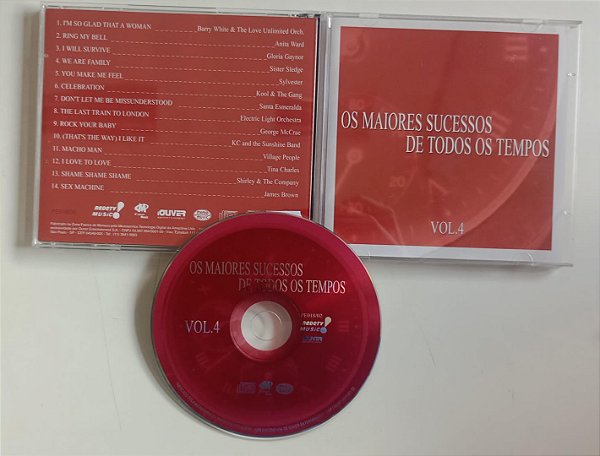 1. I'M SO GLAD THAT A WOMAN Barry White & The Love Unlimited Orch.
2. RING MY BELL Anita Ward
3. I WILL SURVIVE Gloria Gaynor
4. WE ARE FAMILY Sister Sledge
5. YOU MAKE ME FEEL Sylvester
6. CELEBRATION Kool & The Gang
7. DON'T LET ME BE MISSUNDERSTOOD Santa Esmeralda
8. THE LAST TRAIN TO LONDON Electric Light Orchestra
9. ROCK YOUR BABY George McCrae
10. (THAT'S THE WAY) I LIKE IT KC and the Sunshine Band
11. MACHO MAN Village People
12. I LOVE TO LOVE Tina Charles
13. SHAME SHAME SHAME Shirley & The Company
14. SEX MACHINE James Brown
MUSIC!
OUVER
OS MAIORES SUCESSOS
DE TODOS OS TEMPOS
VOL.4
OS MAIORES SUCESSOS
DE TODOS OS TEMPOS
VOL.4
MUSIC!